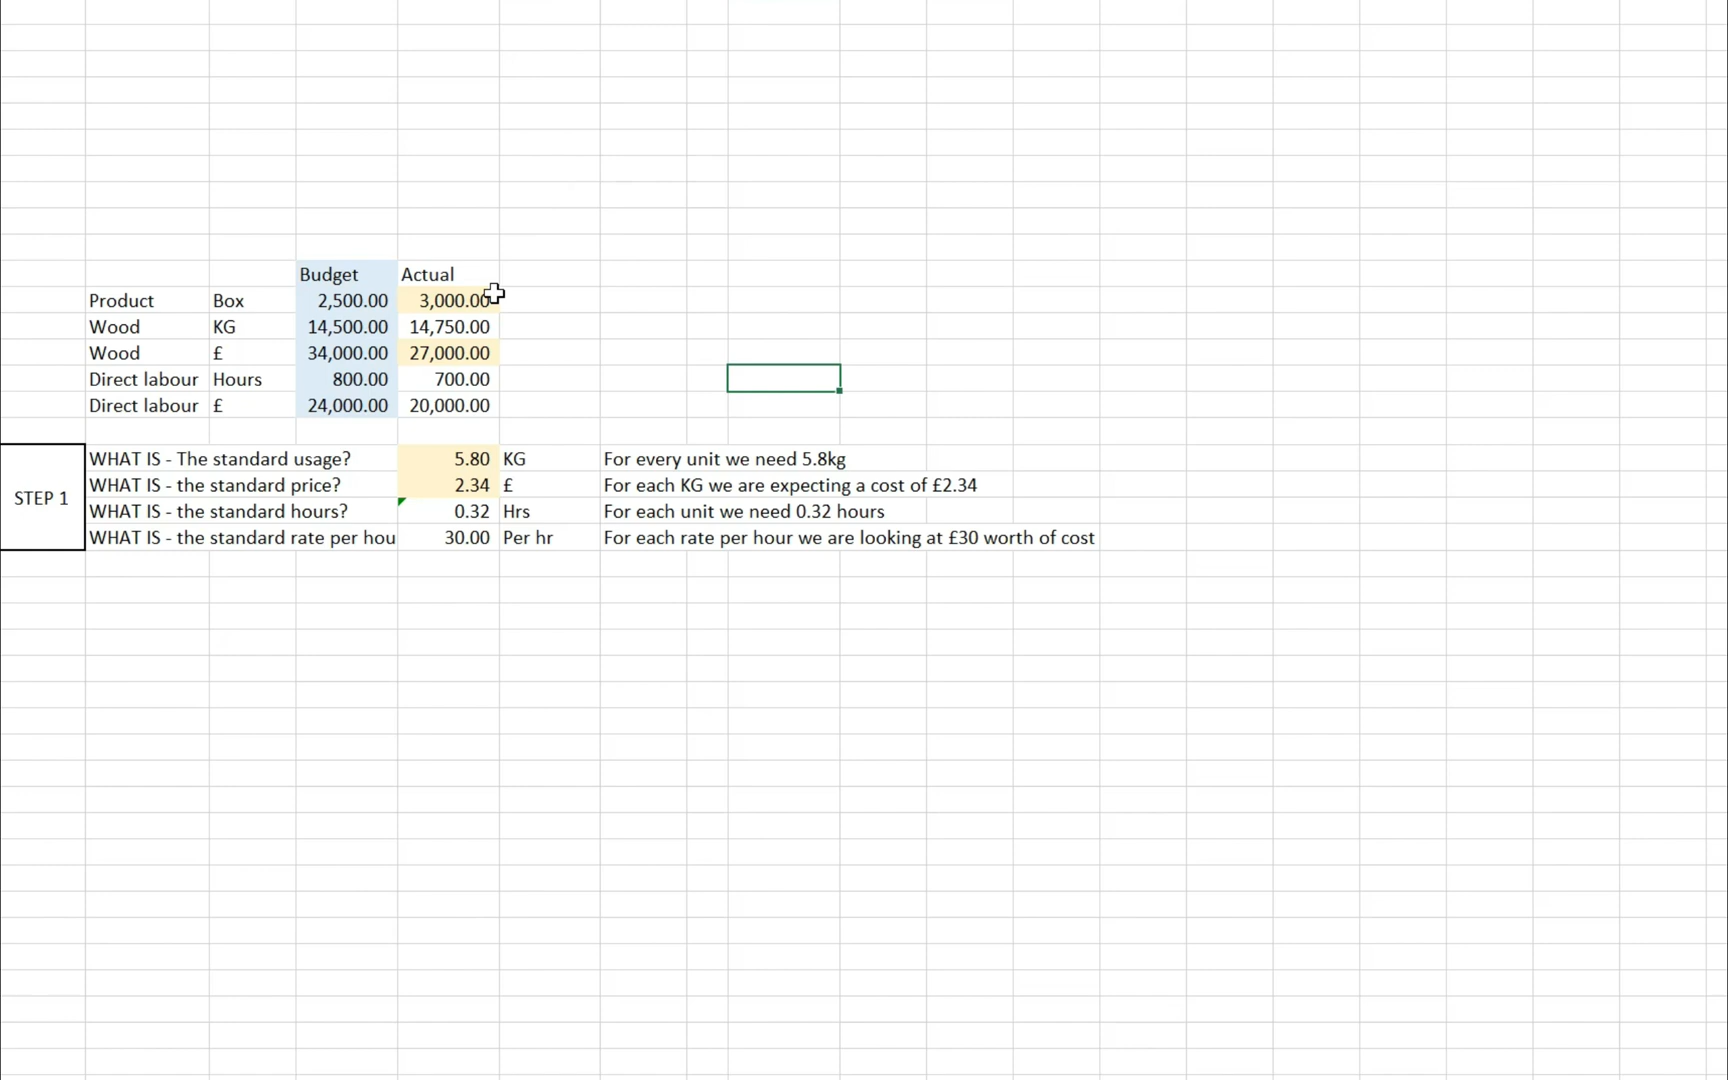 Budget Actual
Product Box 2,500.00 3,000.00
Wood KG 14,500.00 14,750.00
Wood £ 34,000.00 27,000.00
Direct labour Hours 800.00 700.00
Direct labour £ 24,000.00 20,000.00
STEP 1
WHAT IS - The standard usage? 5.80 KG For every unit we need 5.8kg
WHAT IS - the standard price? 2.34 £ For each KG we are expecting a cost of £2.34
WHAT IS - the standard hours? 0.32 Hrs For each unit we need 0.32 hours
WHAT IS - the standard rate per hou 30.00 Per hr For each rate per hour we are looking at £30 worth of cost